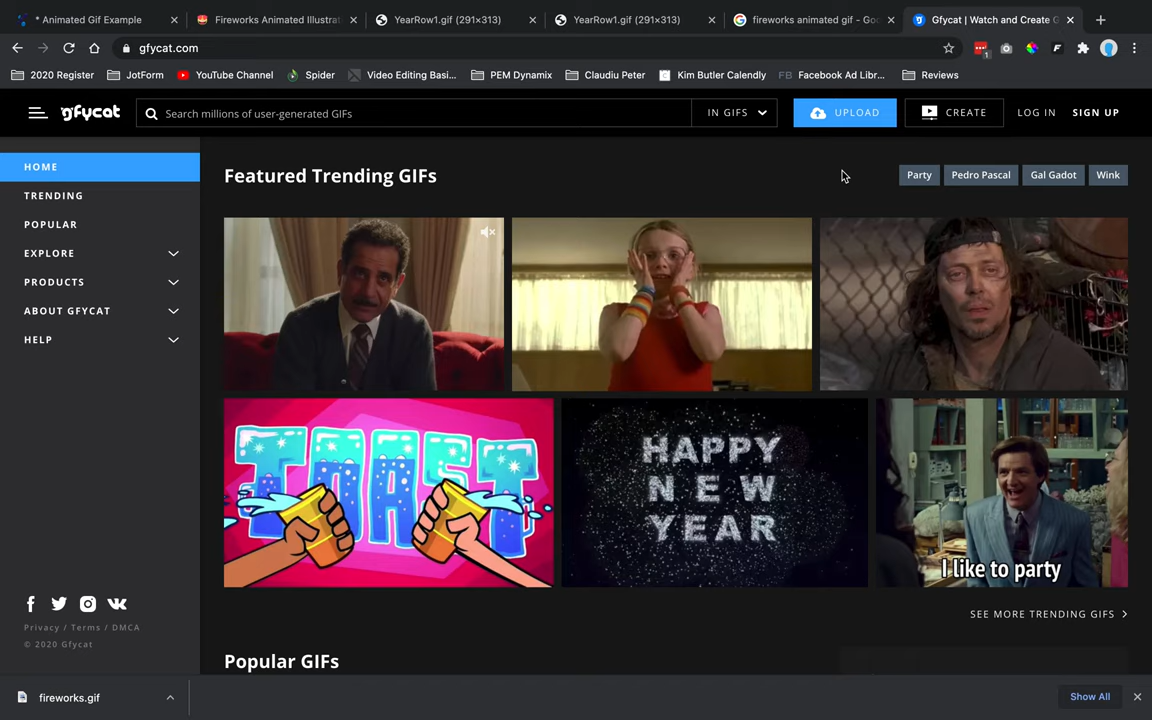 * Animated Gif Example
Fireworks Animated Illustrat
YearRow1.gif (291×313)
YearRow1.gif (291×313)
fireworks animated gif - Goo
Gfycat | Watch and Create G
gfycat.com
2020 Register
JotForm
YouTube Channel
Spider
Video Editing Basi...
PEM Dynamix
Claudiu Peter
Kim Butler Calendly
FB Facebook Ad Libr...
Reviews
gfycat
Search millions of user-generated GIFs
IN GIFS
UPLOAD
CREATE
LOG IN
SIGN UP
HOME
TRENDING
POPULAR
EXPLORE
PRODUCTS
ABOUT GFYCAT
HELP
Featured Trending GIFs
Party
Pedro Pascal
Gal Gadot
Wink
TOAST
HAPPY
NEW
YEAR
I like to party
SEE MORE TRENDING GIFS
Popular GIFs
Privacy / Terms / DMCA
© 2020 Gfycat
fireworks.gif
Show All